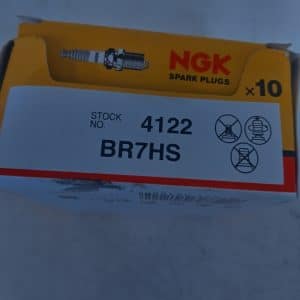 NGK
SPARK PLUGS
×10
STOCK
NO.
4122
BR7HS